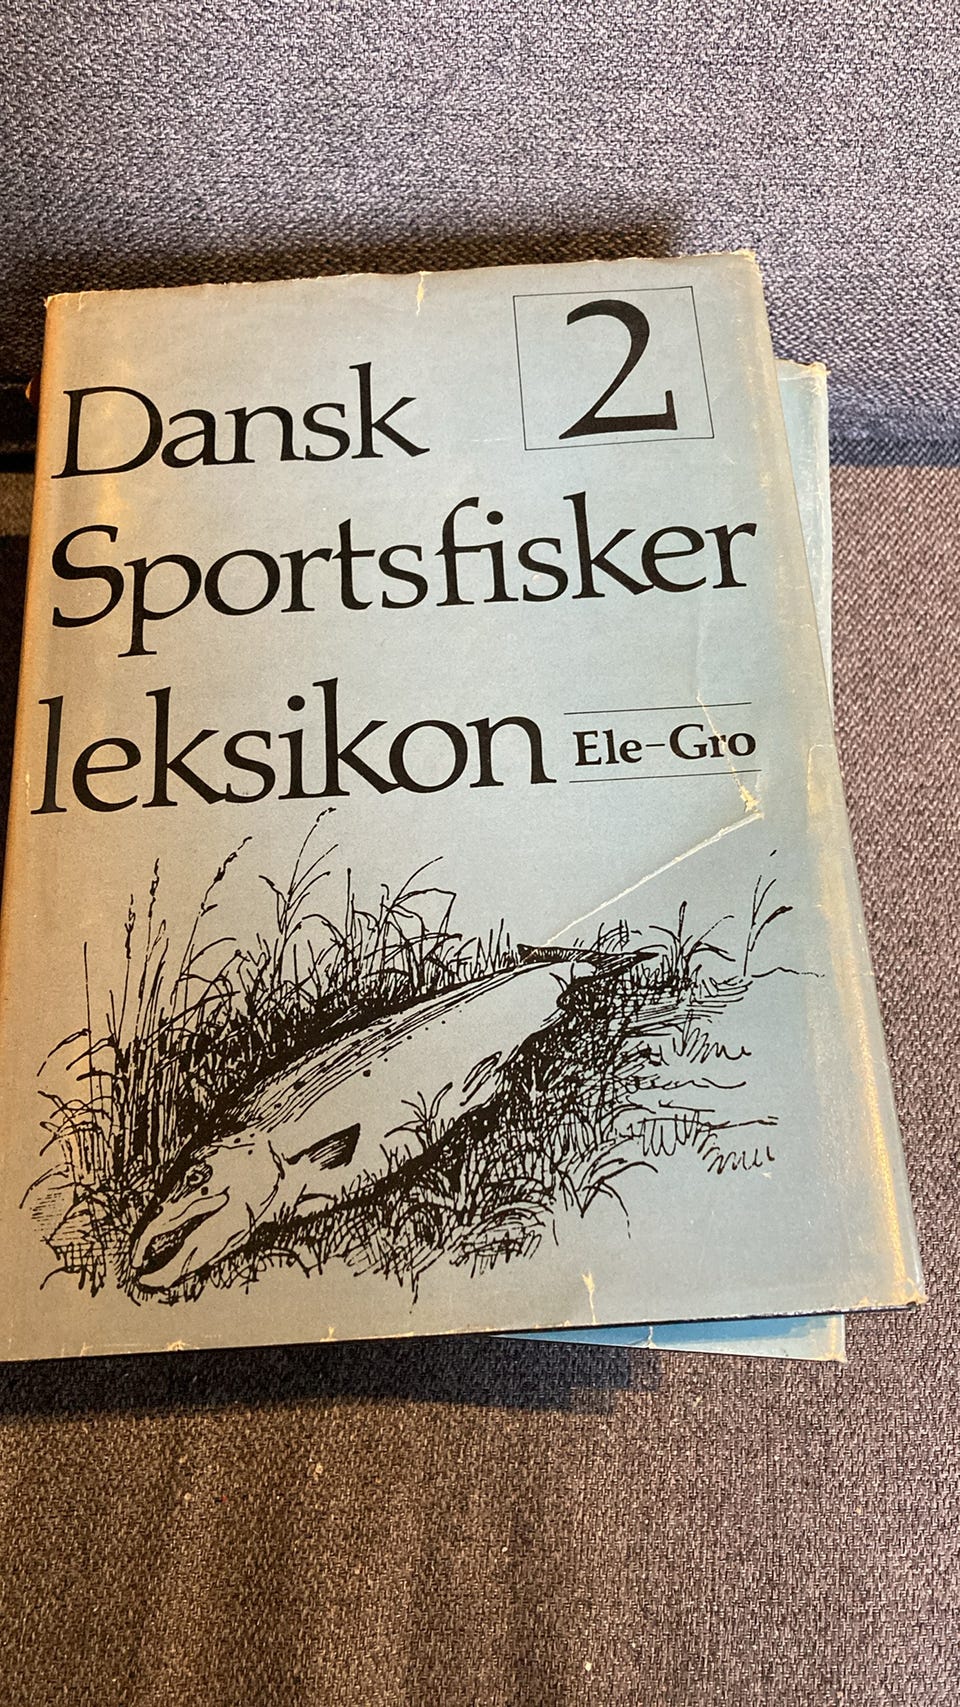 2
Dansk
Sportsfisker
leksikon
Ele-Gro